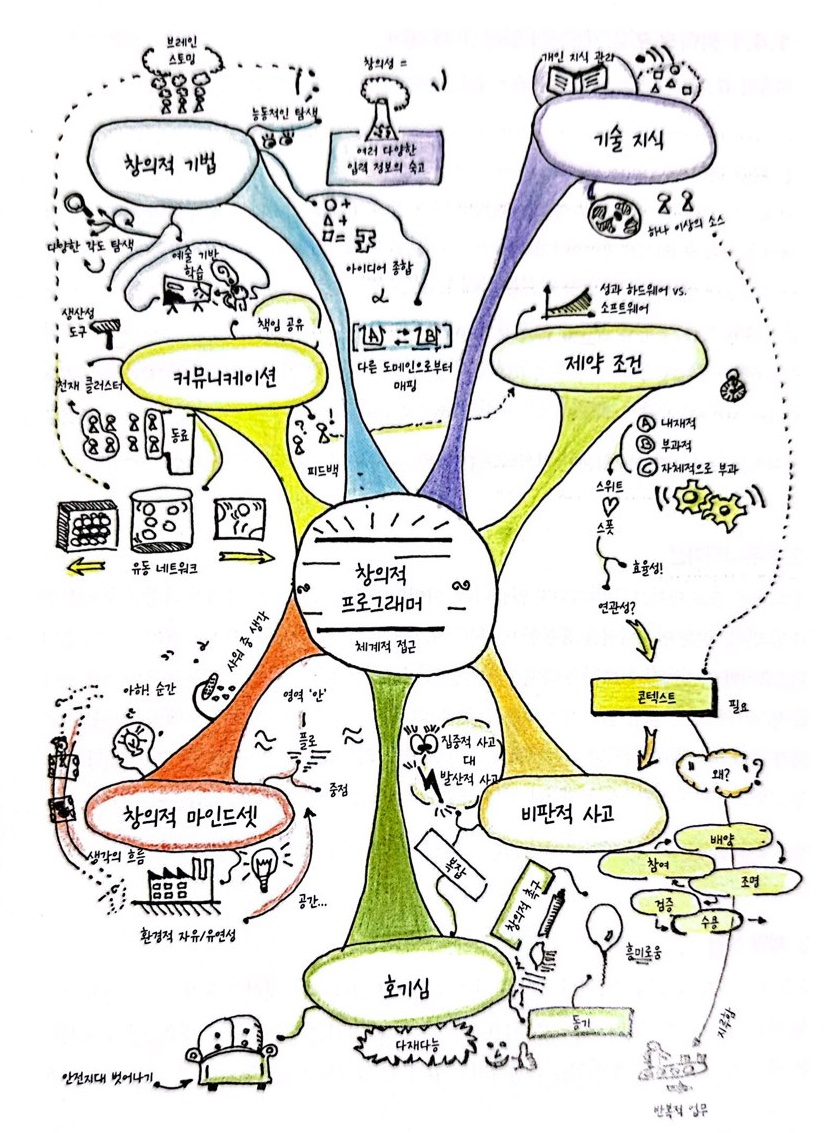 브레인
스토밍
창의적 기법
능동적인 탐색
창의성 =
여러 다양한
입력 정보의 숙고
개인 지식 관리
기술 지식
하나 이상의 소스
다양한 각도 탐색
예술 기반
학습
아이디어 종합
A ⇄ B
다른 도메인으로부터
매핑
생산성
도구
책임 공유
커뮤니케이션
천재 클러스터
동료
피드백
유동 네트워크
성과 하드웨어 vs.
소프트웨어
제약 조건
A 내재적
B 부과적
C 자체적으로 부과
스위트
스폿
효율성!
연관성?
창의적
프로그래머
체계적 접근
콘텍스트
필요
왜?
배양
참여
조명
검증
수용
지루함
반복적 업무
샤워 중 생각
아하! 순간
영역 '안'
플로
중첩
창의적 마인드셋
생각의 흐름
환경적 자유/유연성
공간...
집중적 사고
대
발산적 사고
비판적 사고
복잡
창의적 촉구
흥미로움
동기
호기심
다재다능
안전지대 벗어나기